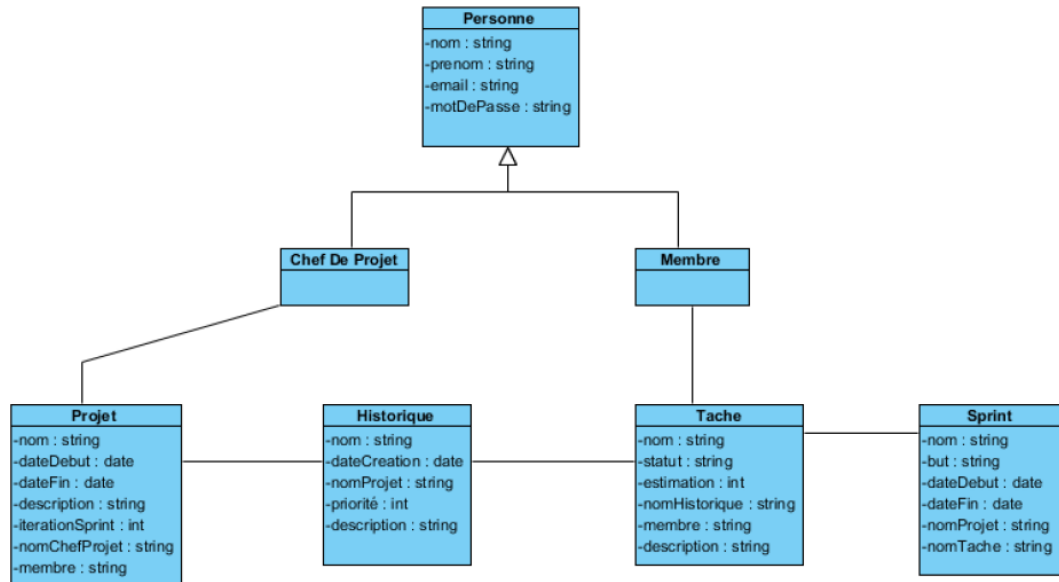 Personne
-nom : string
-prenom : string
-email : string
-motDePasse : string
Chef De Projet
Membre
Projet
-nom : string
-dateDebut : date
-dateFin : date
-description : string
-iterationSprint : int
-nomChefProjet : string
-membre : string
Historique
-nom : string
-dateCreation : date
-nomProjet : string
-priorité : int
-description : string
Tache
-nom : string
-statut : string
-estimation : int
-nomHistorique : string
-membre : string
-description : string
Sprint
-nom : string
-but : string
-dateDebut : date
-dateFin : date
-nomProjet : string
-nomTache : string